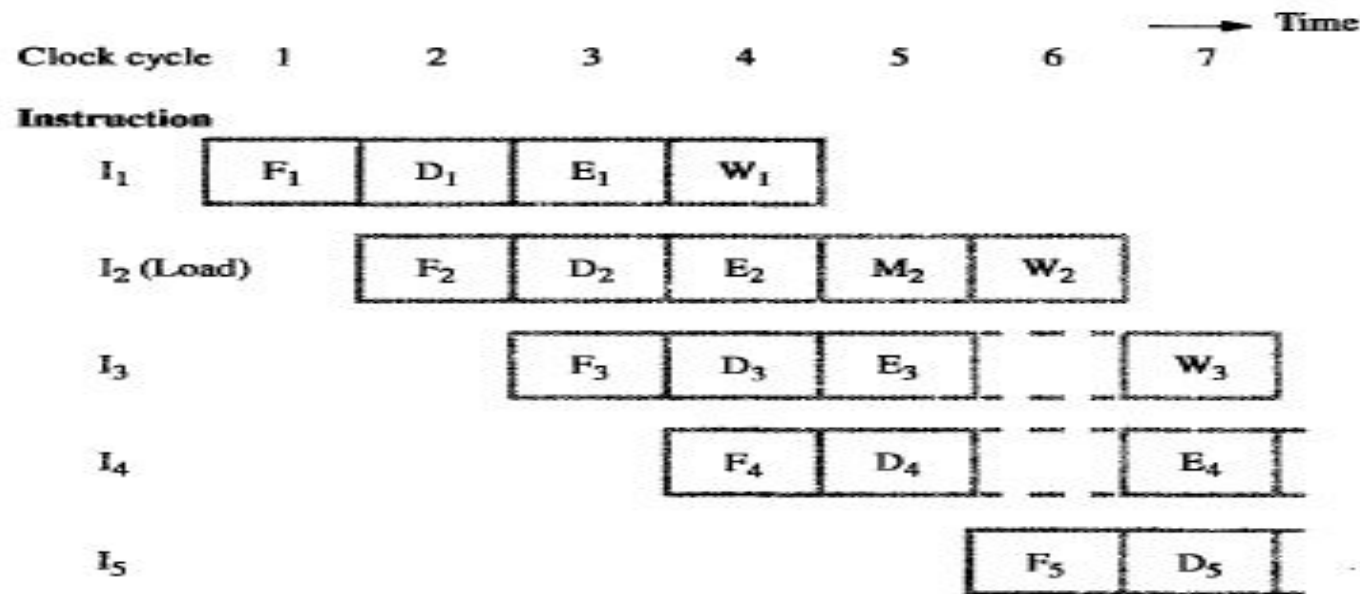 Time
Clock cycle 1 2 3 4 5 6 7
Instruction
I₁ F₁ D₁ E₁ W₁
I₂ (Load) F₂ D₂ E₂ M₂ W₂
I₃ F₃ D₃ E₃ W₃
I₄ F₄ D₄ E₄
I₅ F₅ D₅